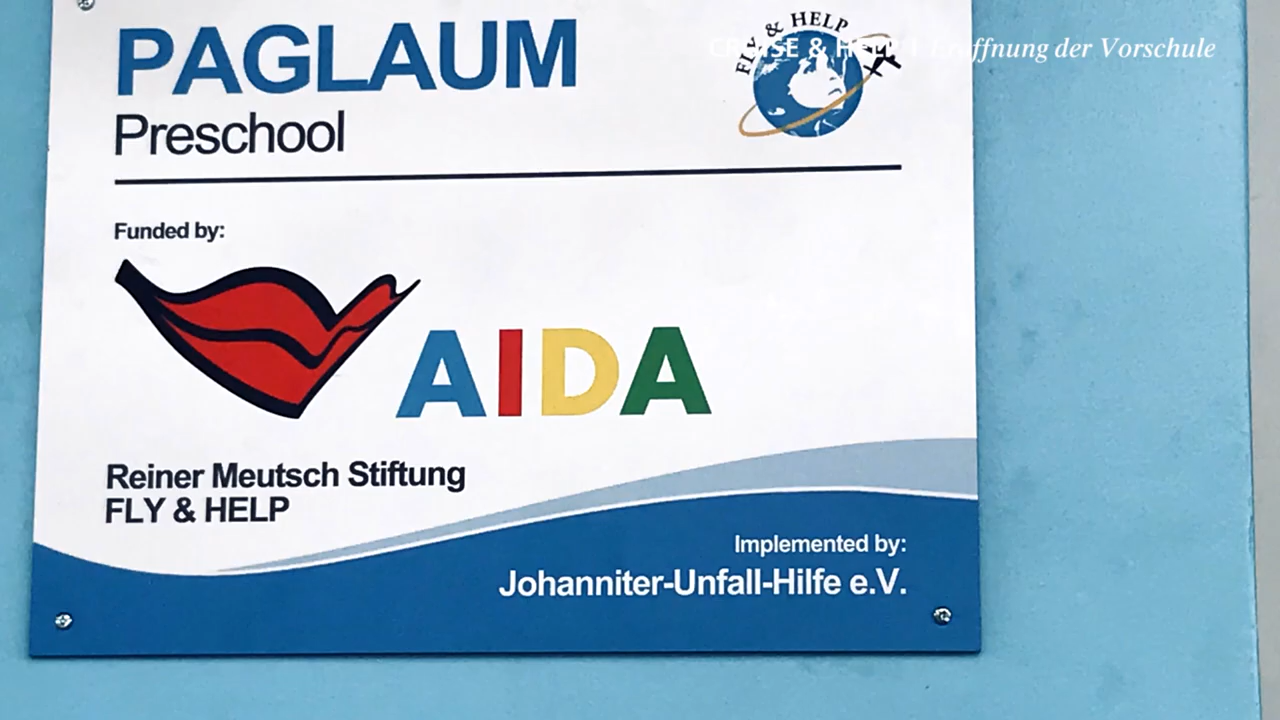 PAGLAUM
Preschool
FLY & HELP
CRUISE & HELP | Eröffnung der Vorschule
Funded by:
AIDA
Reiner Meutsch Stiftung
FLY & HELP
Implemented by:
Johanniter-Unfall-Hilfe e.V.